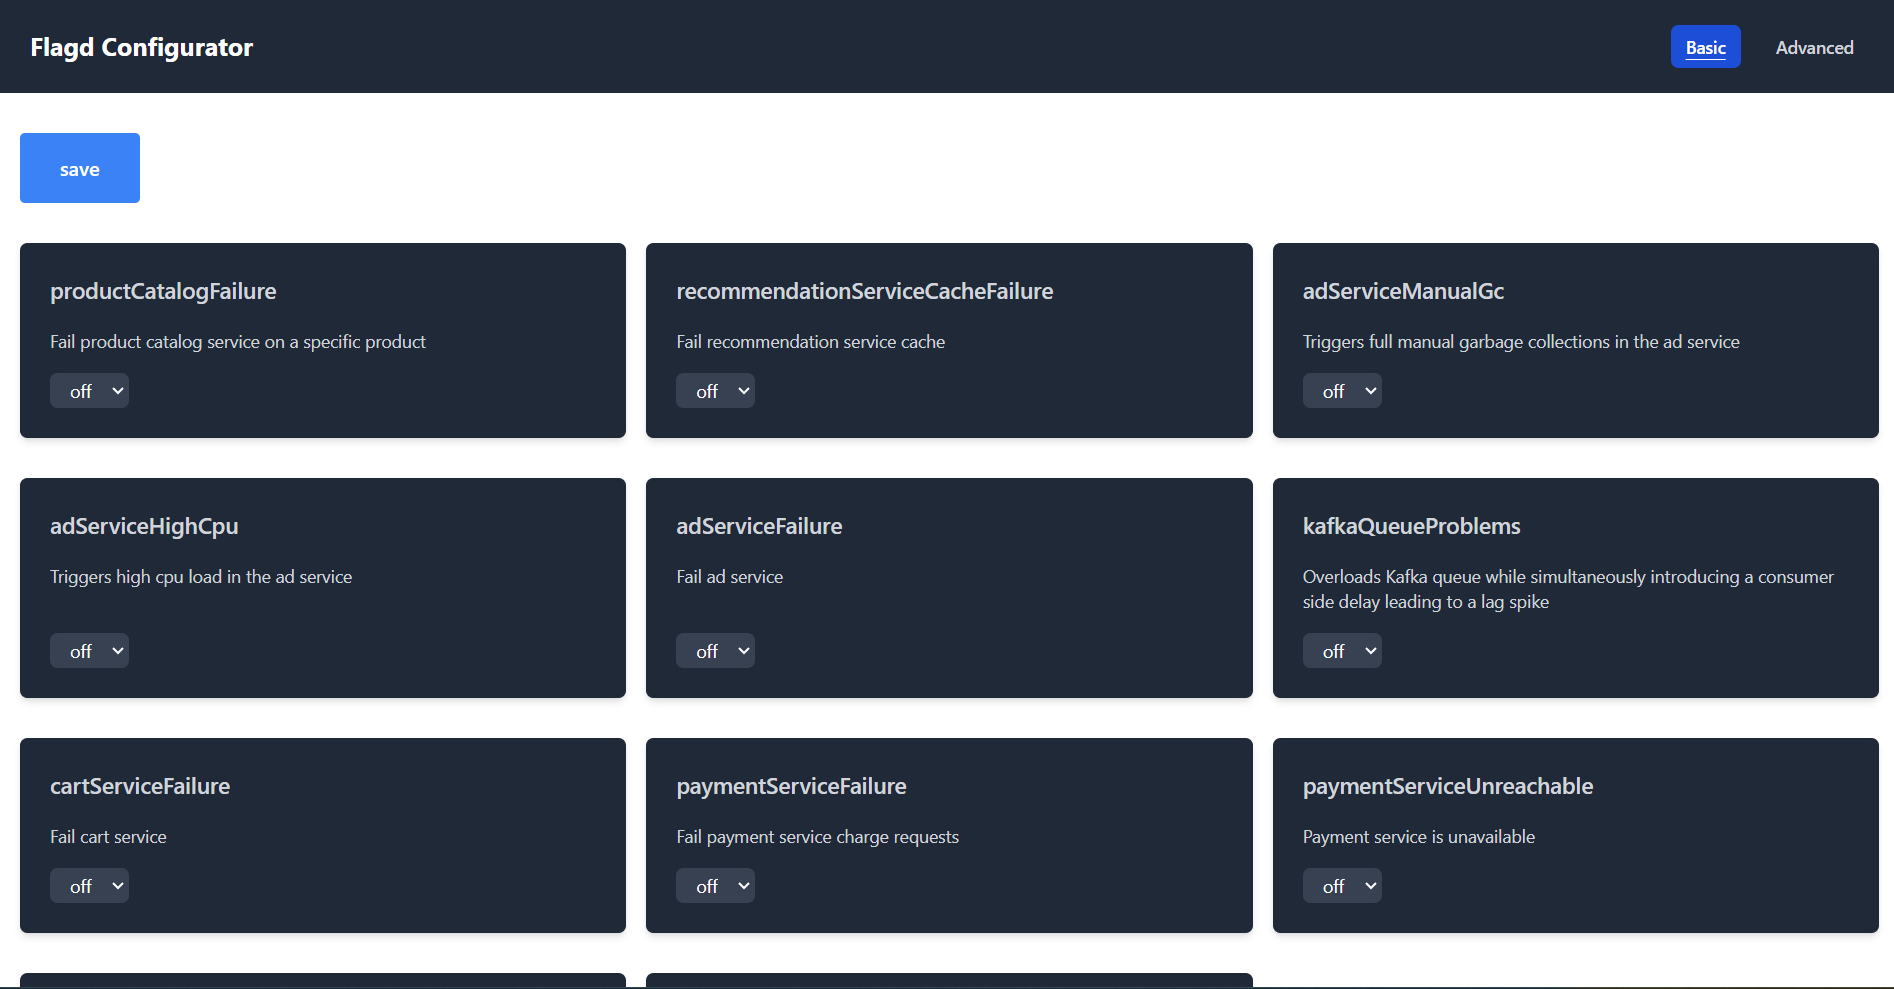 Flagd Configurator
Basic
Advanced
save
productCatalogFailure
Fail product catalog service on a specific product
off
recommendationServiceCacheFailure
Fail recommendation service cache
off
adServiceManualGc
Triggers full manual garbage collections in the ad service
off
adServiceHighCpu
Triggers high cpu load in the ad service
off
adServiceFailure
Fail ad service
off
kafkaQueueProblems
Overloads Kafka queue while simultaneously introducing a consumer
side delay leading to a lag spike
off
cartServiceFailure
Fail cart service
off
paymentServiceFailure
Fail payment service charge requests
off
paymentServiceUnreachable
Payment service is unavailable
off